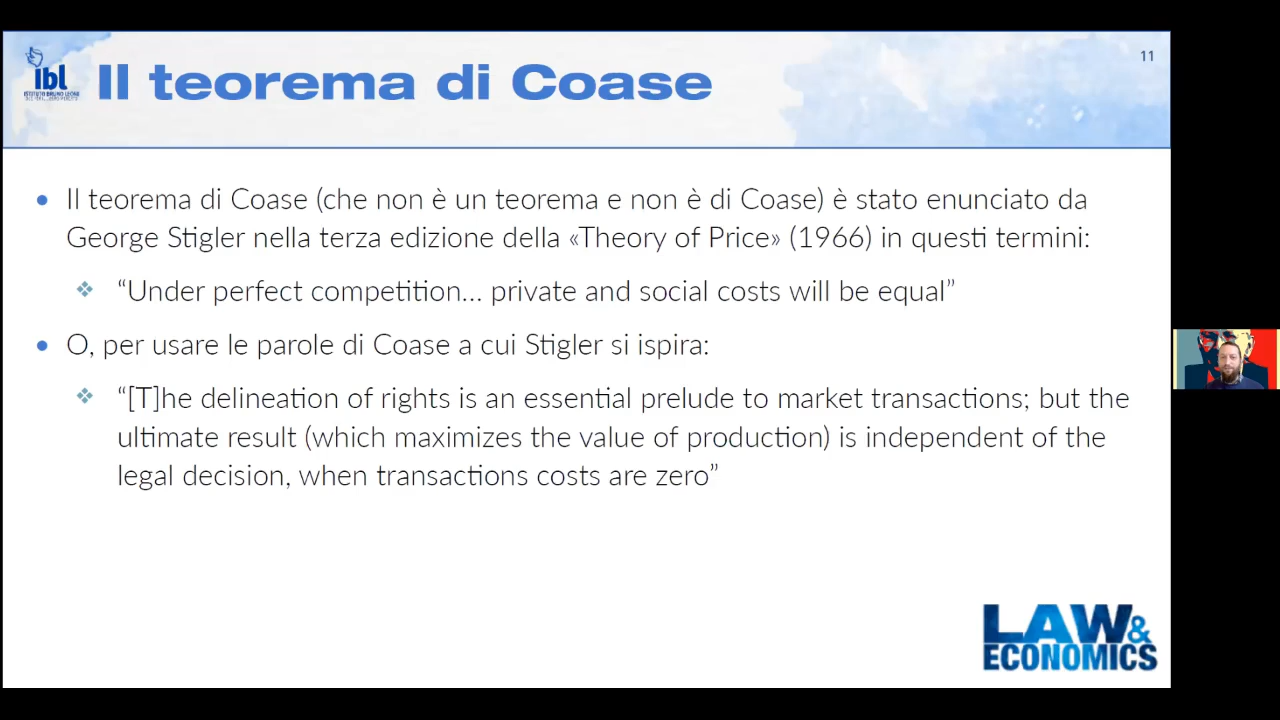 11
ibl
ISTITUTO BRUNO LEONI
Il teorema di Coase
• Il teorema di Coase (che non è un teorema e non è di Coase) è stato enunciato da
George Stigler nella terza edizione della «Theory of Price» (1966) in questi termini:
❖ “Under perfect competition… private and social costs will be equal”
• O, per usare le parole di Coase a cui Stigler si ispira:
❖ “[T]he delineation of rights is an essential prelude to market transactions; but the
ultimate result (which maximizes the value of production) is independent of the
legal decision, when transactions costs are zero”
LAW &
ECONOMICS